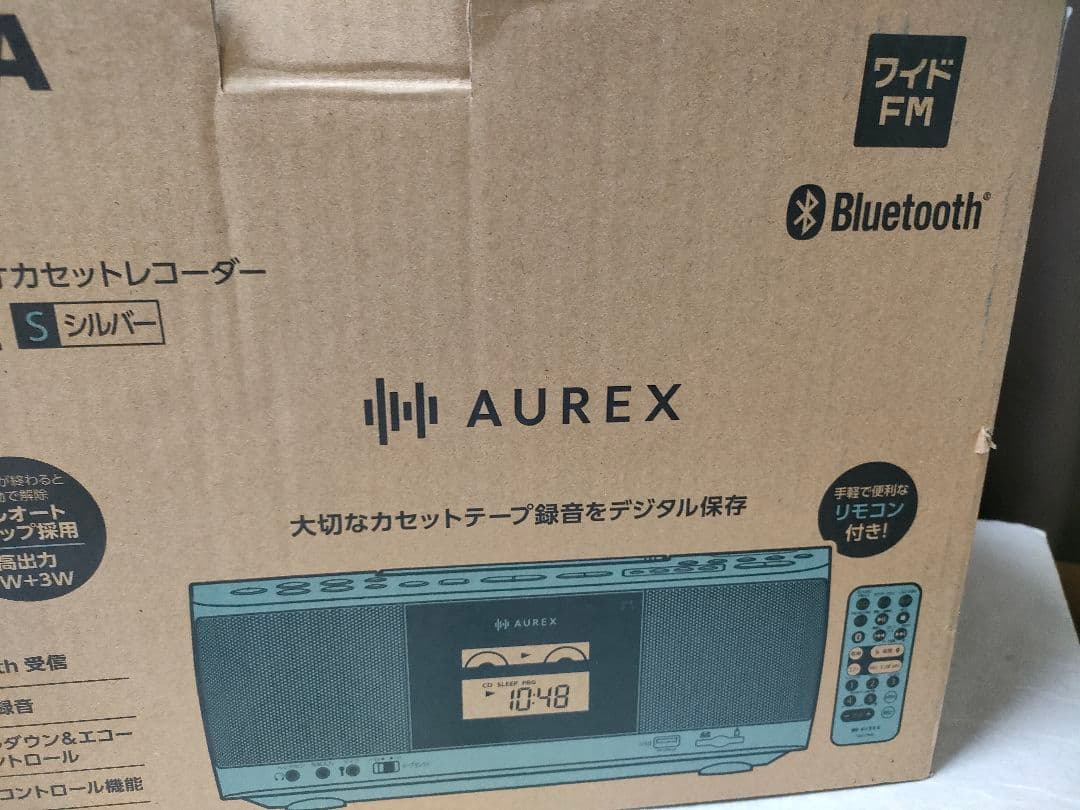 A
ワイド
FM
Bluetooth®
カセットレコーダー
S シルバー
AUREX
が終わると
で解除
オート
ップ採用
高出力
W+3W
大切なカセットテープ録音をデジタル保存
手軽で便利な
リモコン
付き!
AUREX
CD SLEEP PRG
10:48
th 受信
録音
ダウン&エコー
ントロール
コントロール機能
AUREX